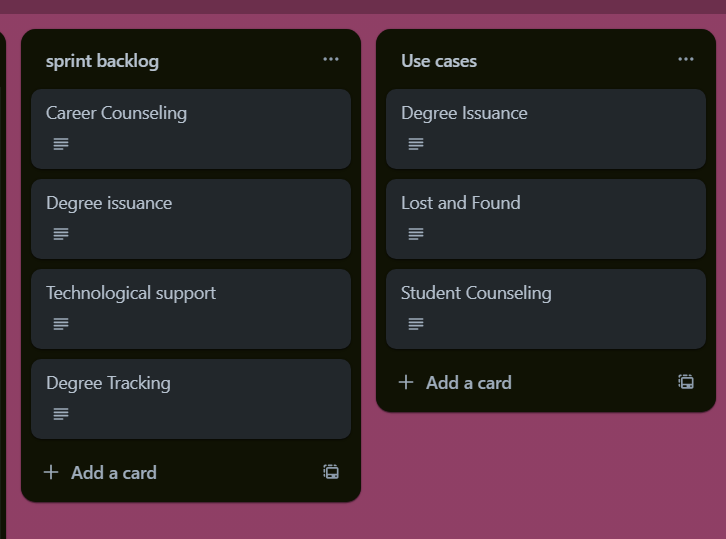 sprint backlog
Career Counseling
Degree issuance
Technological support
Degree Tracking
Add a card
Use cases
Degree Issuance
Lost and Found
Student Counseling
Add a card